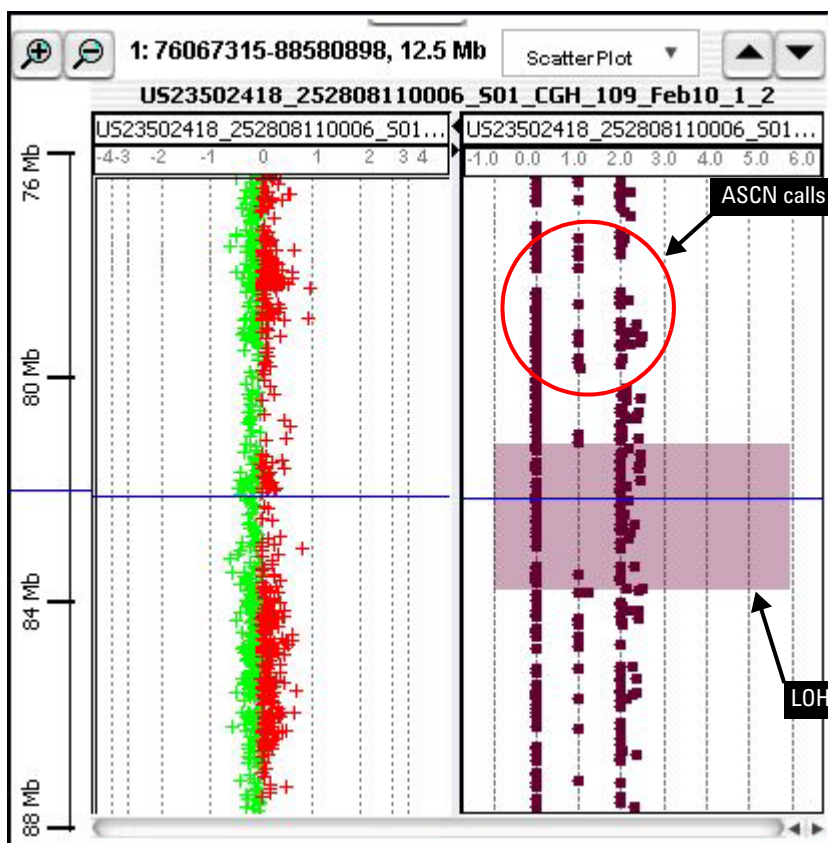 1: 76067315-88580898, 12.5 Mb
ScatterPlot
US23502418_252808110006_S01_CGH_109_Feb10_1_2
US23502418_252808110006_S01...
US23502418_252808110006_S01...
-4 -3 -2 -1 0 1 2 3 4
-1.0 0.0 1.0 2.0 3.0 4.0 5.0 6.0
76 Mb
ASCN calls
80 Mb
84 Mb
LOH
88 Mb